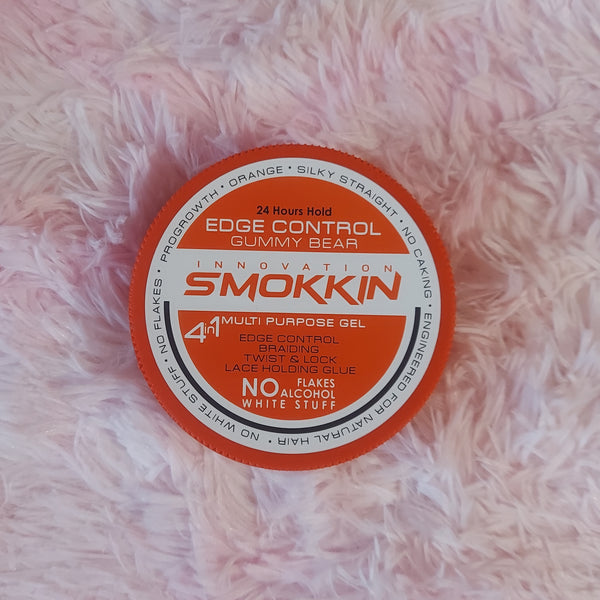 PROGROWTH • ORANGE • SILKY STRAIGHT • NO CAKING • ENGINEERED FOR NATURAL HAIR • NO WHITE STUFF • NO FLAKES •
24 Hours Hold
EDGE CONTROL
GUMMY BEAR
INNOVATION
SMOKKIN
4in1 MULTI PURPOSE GEL
EDGE CONTROL
BRAIDING
TWIST & LOCK
LACE HOLDING GLUE
NO FLAKES
ALCOHOL
WHITE STUFF